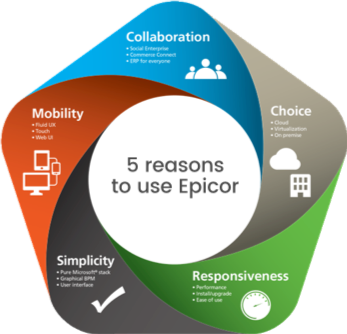 Collaboration
• Social Enterprise
• Commerce Connect
• ERP for everyone
Mobility
• Fluid UX
• Touch
• Web UI
Choice
• Cloud
• Virtualization
• On premise
5 reasons
to use Epicor
Simplicity
• Pure Microsoft® stack
• Graphical BPM
• User interface
Responsiveness
• Performance
• Install/upgrade
• Ease of use